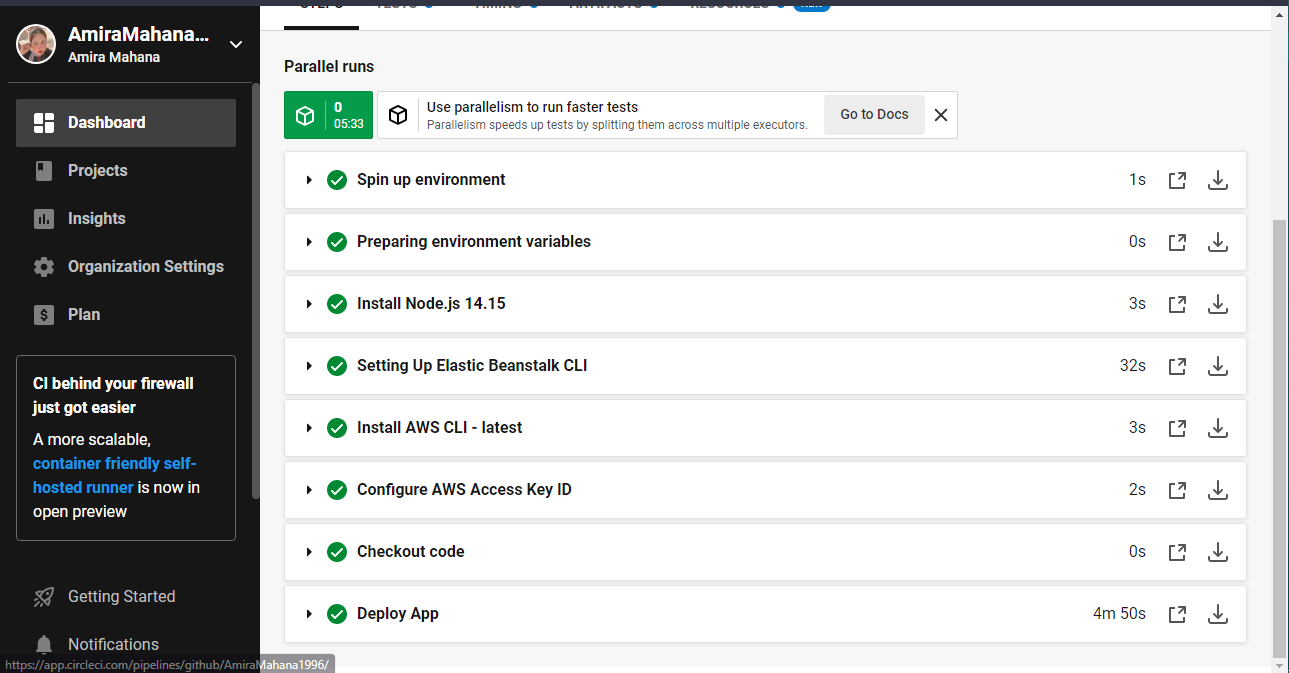 AmiraMahana...
Amira Mahana
Dashboard
Projects
Insights
Organization Settings
Plan
CI behind your firewall
just got easier
A more scalable,
container friendly self-
hosted runner is now in
open preview
Getting Started
Notifications
https://app.circleci.com/pipelines/github/AmiraMahana1996/
STEPS TESTS TIMING ARTIFACTS RESOURCES
Parallel runs
0
05:33
Use parallelism to run faster tests
Parallelism speeds up tests by splitting them across multiple executors.
Go to Docs
Spin up environment 1s
Preparing environment variables 0s
Install Node.js 14.15 3s
Setting Up Elastic Beanstalk CLI 32s
Install AWS CLI - latest 3s
Configure AWS Access Key ID 2s
Checkout code 0s
Deploy App 4m 50s